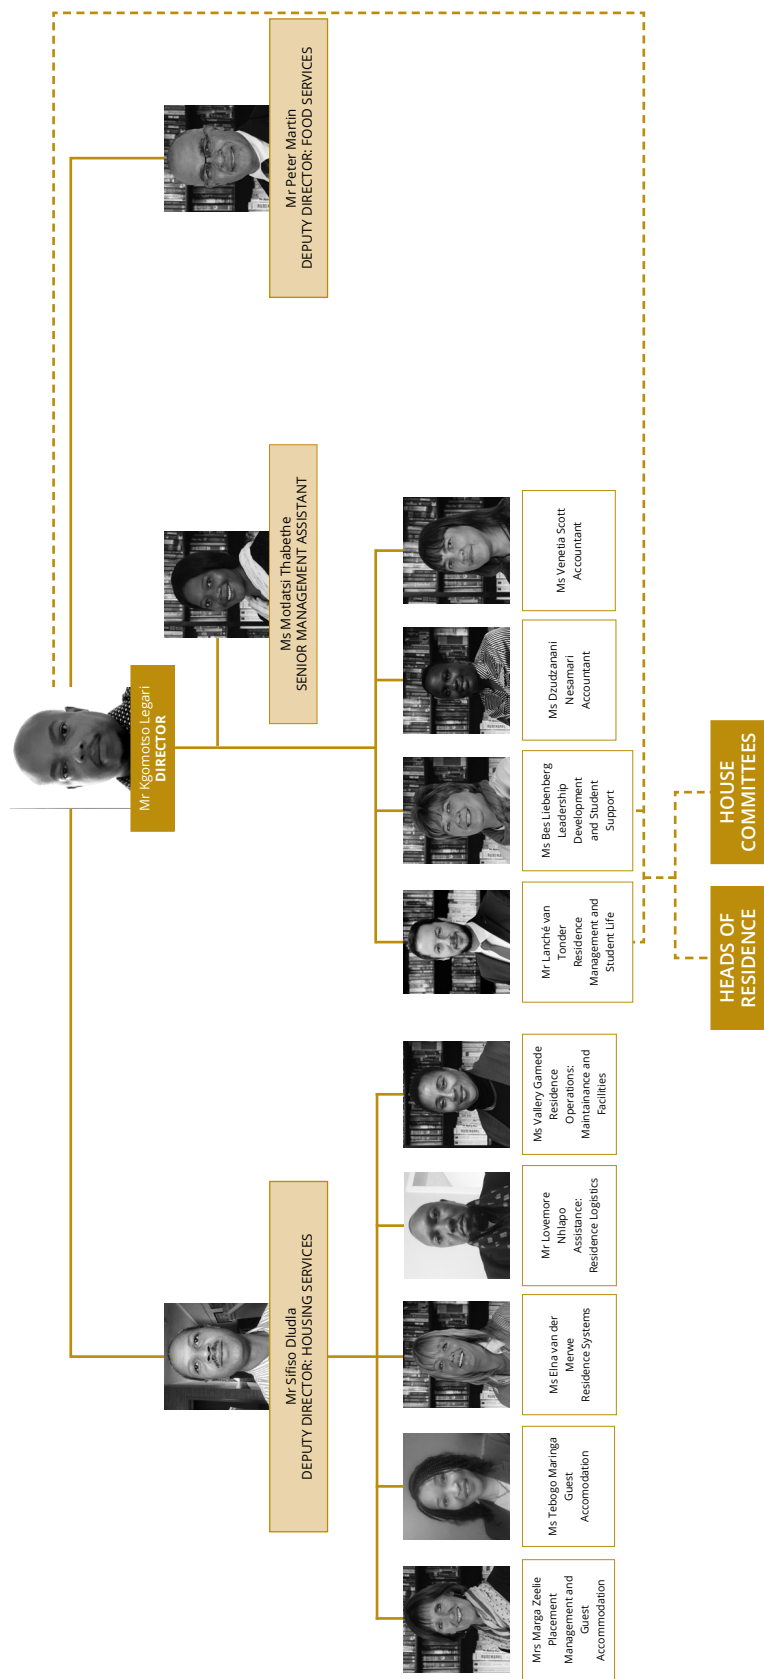 Mr Kgomotso Legari
DIRECTOR
Mr Sifiso Dludla
DEPUTY DIRECTOR: HOUSING SERVICES
Ms Motlatsi Thabethe
SENIOR MANAGEMENT ASSISTANT
Mr Peter Martin
DEPUTY DIRECTOR: FOOD SERVICES
Mrs Marga Zeelie
Placement
Management and
Guest
Accommodation
Ms Tebogo Maringa
Guest
Accomodation
Ms Elna van der
Merwe
Residence Systems
Mr Lovemore
Nhlapo
Assistance:
Residence Logistics
Ms Vallery Gamede
Residence
Operations:
Maintainance and
Facilities
Mr Lanché van
Tonder
Residence
Management and
Student Life
Ms Bes Liebenberg
Leadership
Development
and Student
Support
Ms Dzudzanani
Nesamari
Accountant
Ms Venetia Scott
Accountant
HEADS OF
RESIDENCE
HOUSE
COMMITTEES